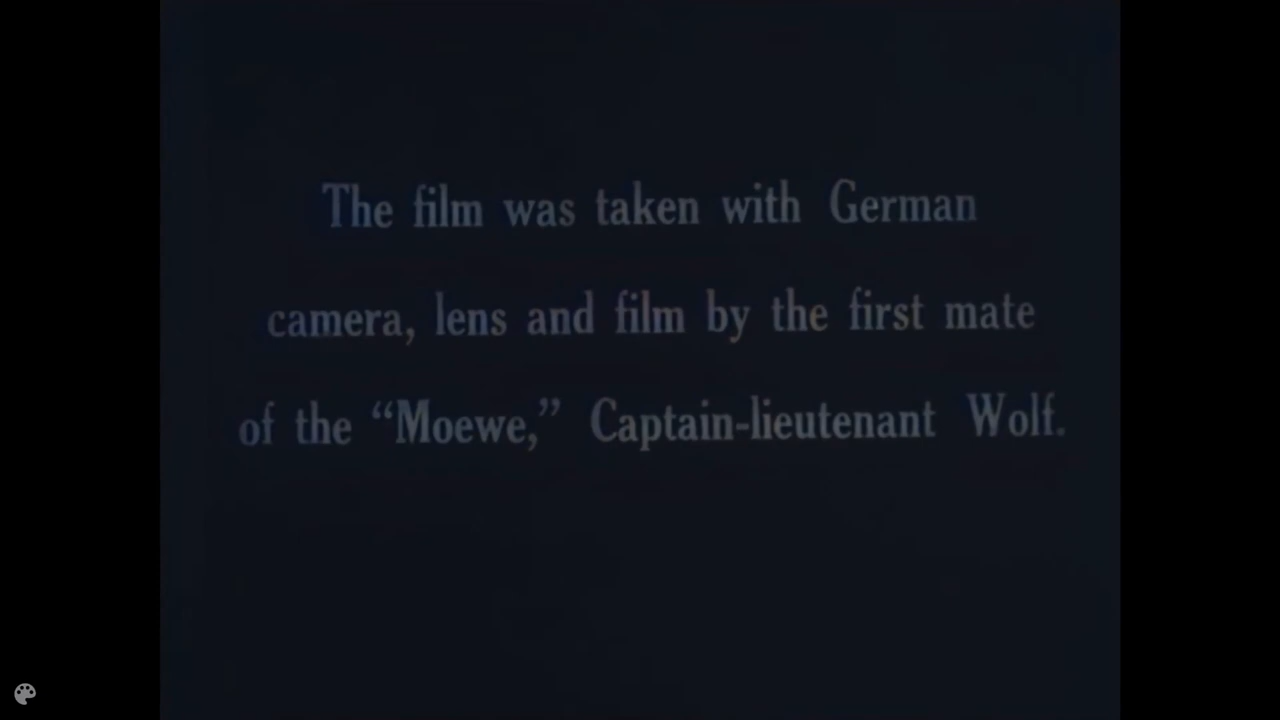 The film was taken with German
camera, lens and film by the first mate
of the “Moewe,” Captain-lieutenant Wolf.